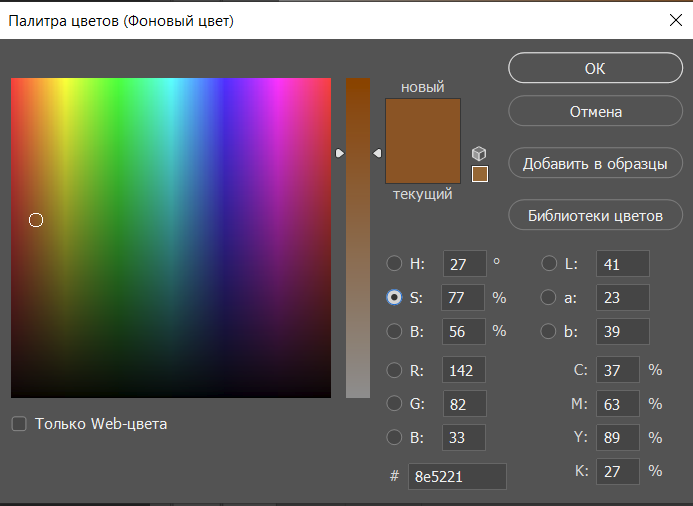 Палитра цветов (Фоновый цвет)
новый
текущий
OK
Отмена
Добавить в образцы
Библиотеки цветов
H: 27 °
S: 77 %
B: 56 %
R: 142
G: 82
B: 33
# 8e5221
L: 41
a: 23
b: 39
C: 37 %
M: 63 %
Y: 89 %
K: 27 %
Только Web-цвета